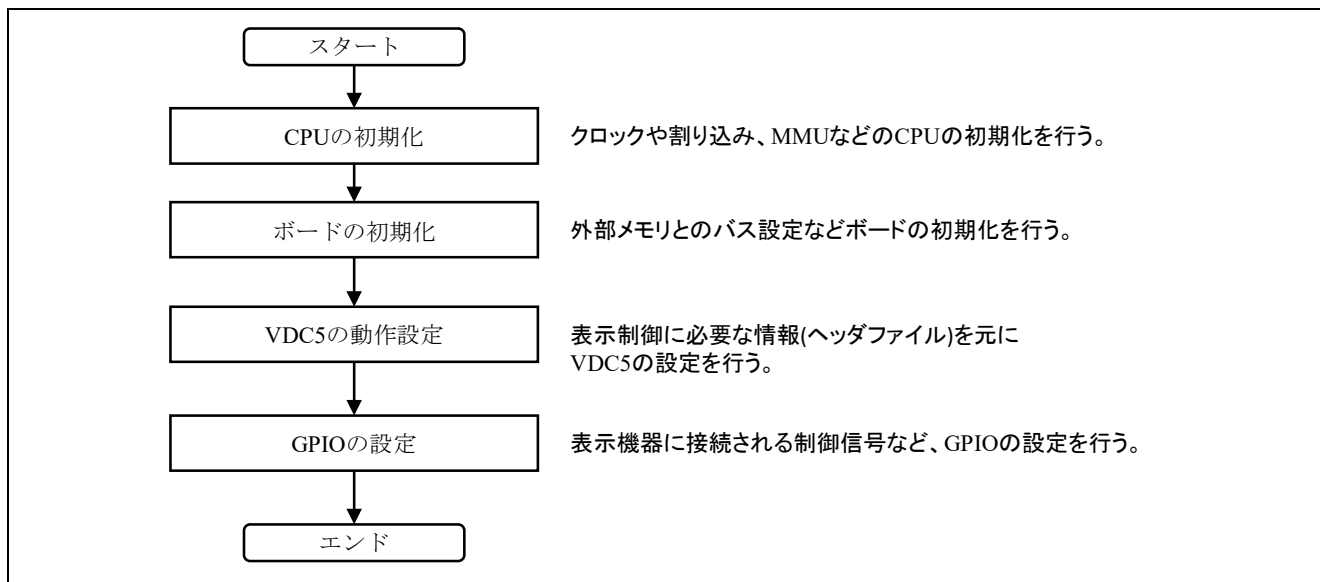 スタート
CPUの初期化
クロックや割り込み、MMUなどのCPUの初期化を行う。
ボードの初期化
外部メモリとのバス設定などボードの初期化を行う。
VDC5の動作設定
表示制御に必要な情報(ヘッダファイル)を元に
VDC5の設定を行う。
GPIOの設定
表示機器に接続される制御信号など、GPIOの設定を行う。
エンド